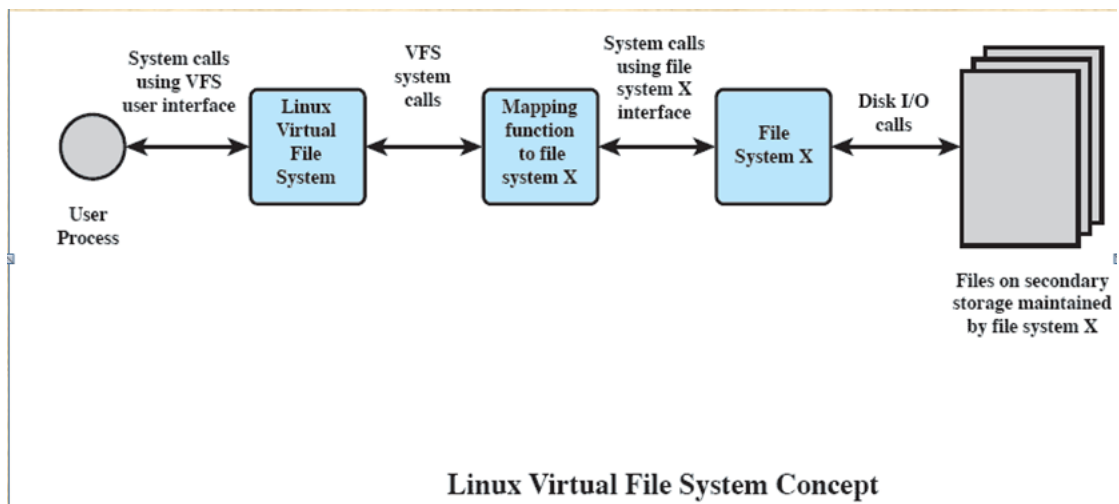 System calls
using VFS
user interface
VFS
system
calls
System calls
using file
system X
interface
Disk I/O
calls
Linux
Virtual
File
System
Mapping
function
to file
system X
File
System X
User
Process
Files on secondary
storage maintained
by file system X
Linux Virtual File System Concept